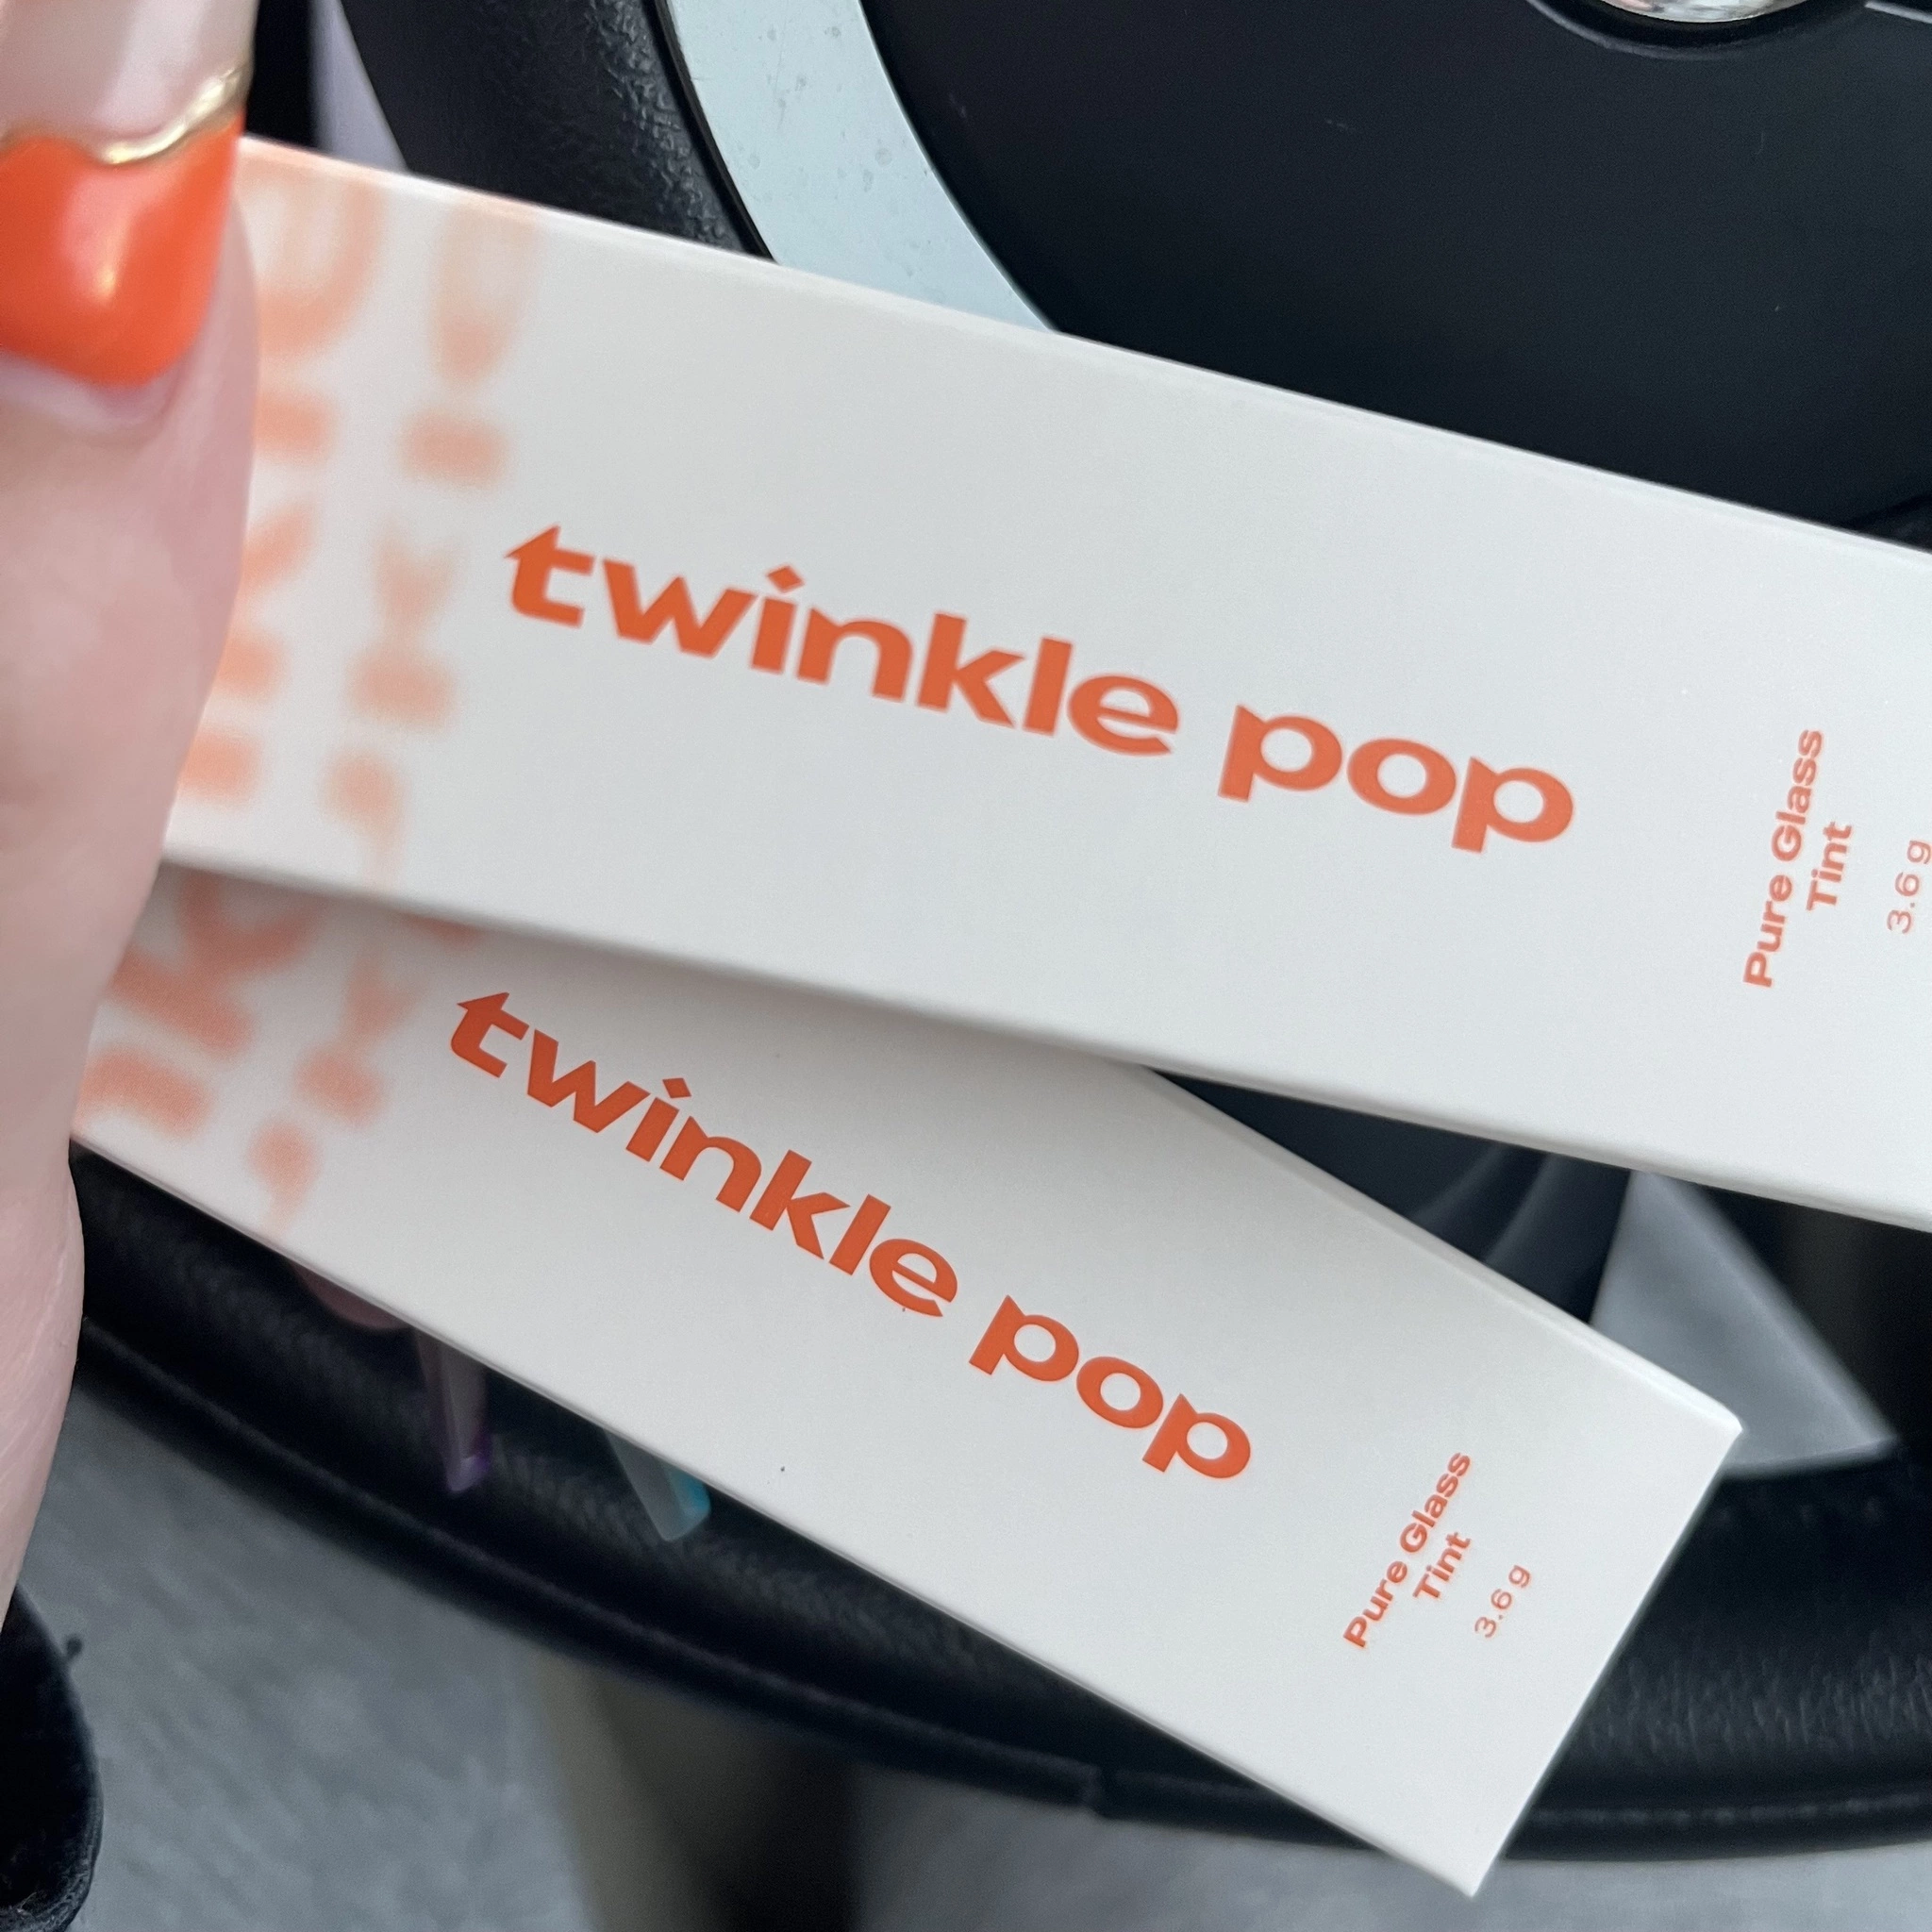 twinkle pop
Pure Glass
Tint
3.6 g
twinkle pop
Pure Glass
Tint
3.6 g